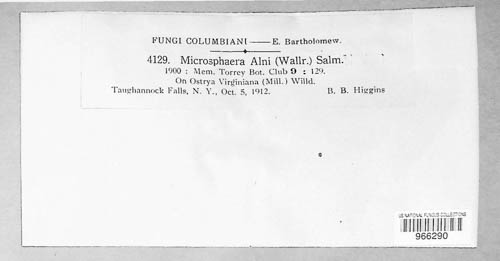 FUNGI COLUMBIANI — E. Bartholomew.
4129. Microsphaera Alni (Wallr.) Salm.
1900 : Mem. Torrey Bot. Club 9 : 129.
On Ostrya Virginiana (Mill.) Willd.
Taughannock Falls, N. Y., Oct. 5, 1912. B. B. Higgins
US NATIONAL FUNGUS COLLECTIONS
966290